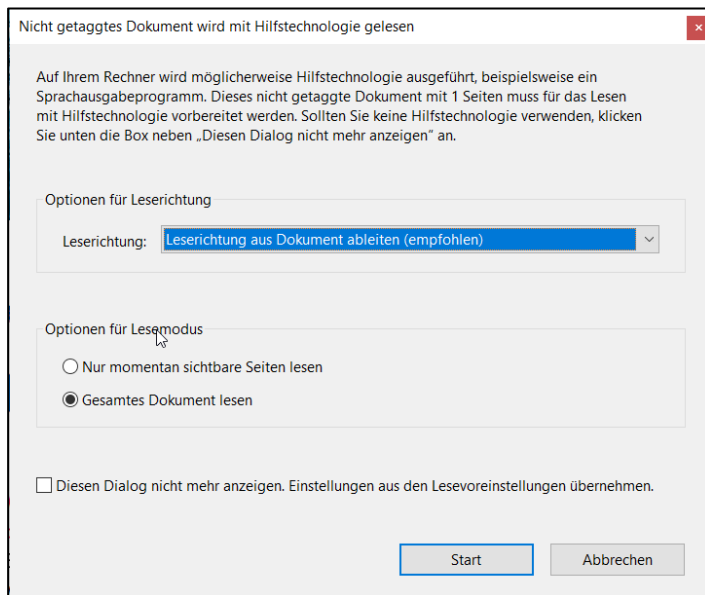 Nicht getaggtes Dokument wird mit Hilfstechnologie gelesen
Auf Ihrem Rechner wird möglicherweise Hilfstechnologie ausgeführt, beispielsweise ein
Sprachausgabeprogramm. Dieses nicht getaggte Dokument mit 1 Seiten muss für das Lesen
mit Hilfstechnologie vorbereitet werden. Sollten Sie keine Hilfstechnologie verwenden, klicken
Sie unten die Box neben „Diesen Dialog nicht mehr anzeigen“ an.
Optionen für Leserichtung
Leserichtung: Leserichtung aus Dokument ableiten (empfohlen)
Optionen für Lesemodus
Nur momentan sichtbare Seiten lesen
Gesamtes Dokument lesen
Diesen Dialog nicht mehr anzeigen. Einstellungen aus den Lesevoreinstellungen übernehmen.
Start Abbrechen